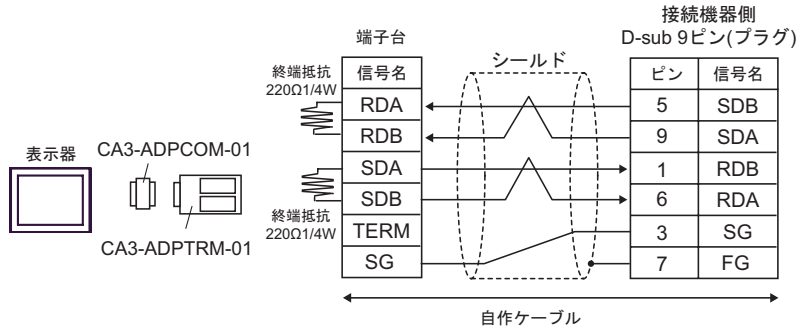 接続機器側
端子台
D-sub 9ピン(プラグ)
シールド
終端抵抗
220Ω1/4W
信号名
ピン
信号名
RDA
5
SDB
RDB
9
SDA
表示器
CA3-ADPCOM-01
SDA
1
RDB
SDB
6
RDA
終端抵抗
220Ω1/4W
TERM
3
SG
CA3-ADPTRM-01
SG
7
FG
自作ケーブル